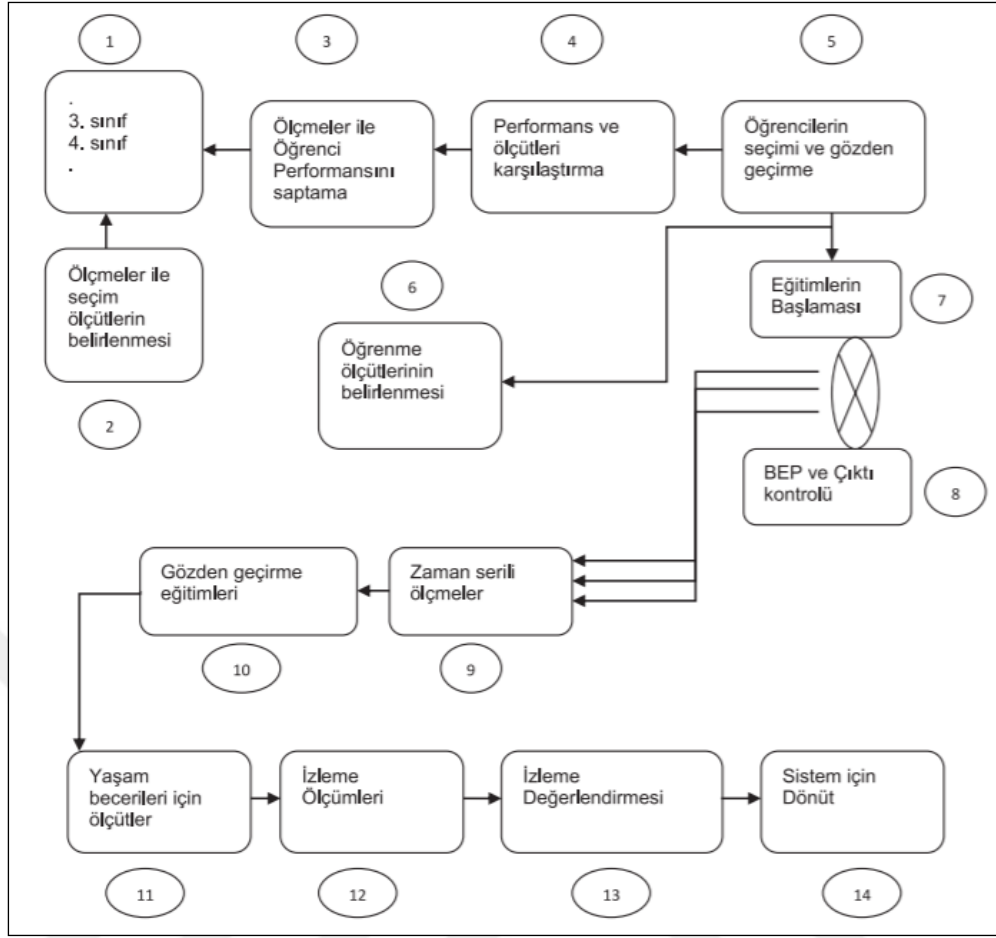 1
3
4
5
.
3. sınıf
4. sınıf
.
Ölçmeler ile
Öğrenci
Performansını
saptama
Performans ve
ölçütleri
karşılaştırma
Öğrencilerin
seçimi ve gözden
geçirme
Ölçmeler ile
seçim
ölçütlerin
belirlenmesi
2
6
Öğrenme
ölçütlerinin
belirlenmesi
Eğitimlerin
Başlaması
7
BEP ve Çıktı
kontrolü
8
Gözden geçirme
eğitimleri
Zaman serili
ölçmeler
10
9
Yaşam
becerileri için
ölçütler
İzleme
Ölçümleri
İzleme
Değerlendirmesi
Sistem için
Dönüt
11
12
13
14